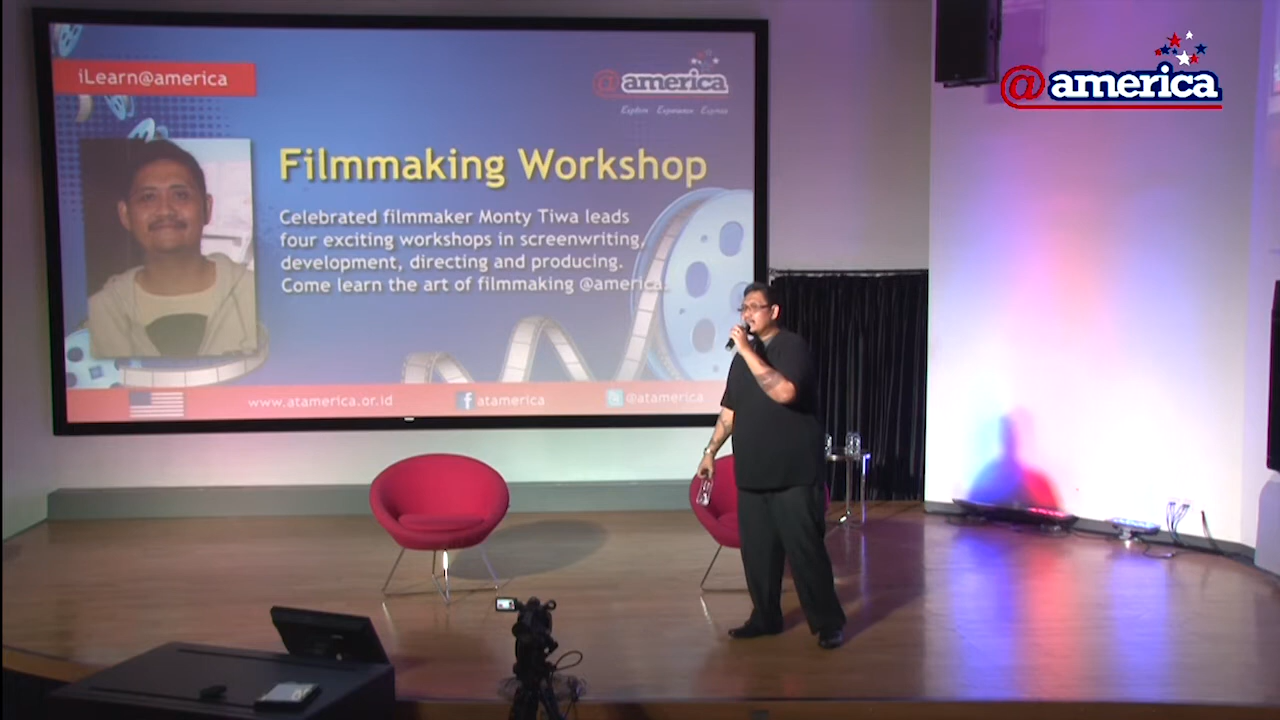 iLearn@america
@america
Explore Experience Express
Filmmaking Workshop
Celebrated filmmaker Monty Tiwa leads
four exciting workshops in screenwriting,
development, directing and producing.
Come learn the art of filmmaking @america.
www.atamerica.or.id
f atamerica
@atamerica
@america